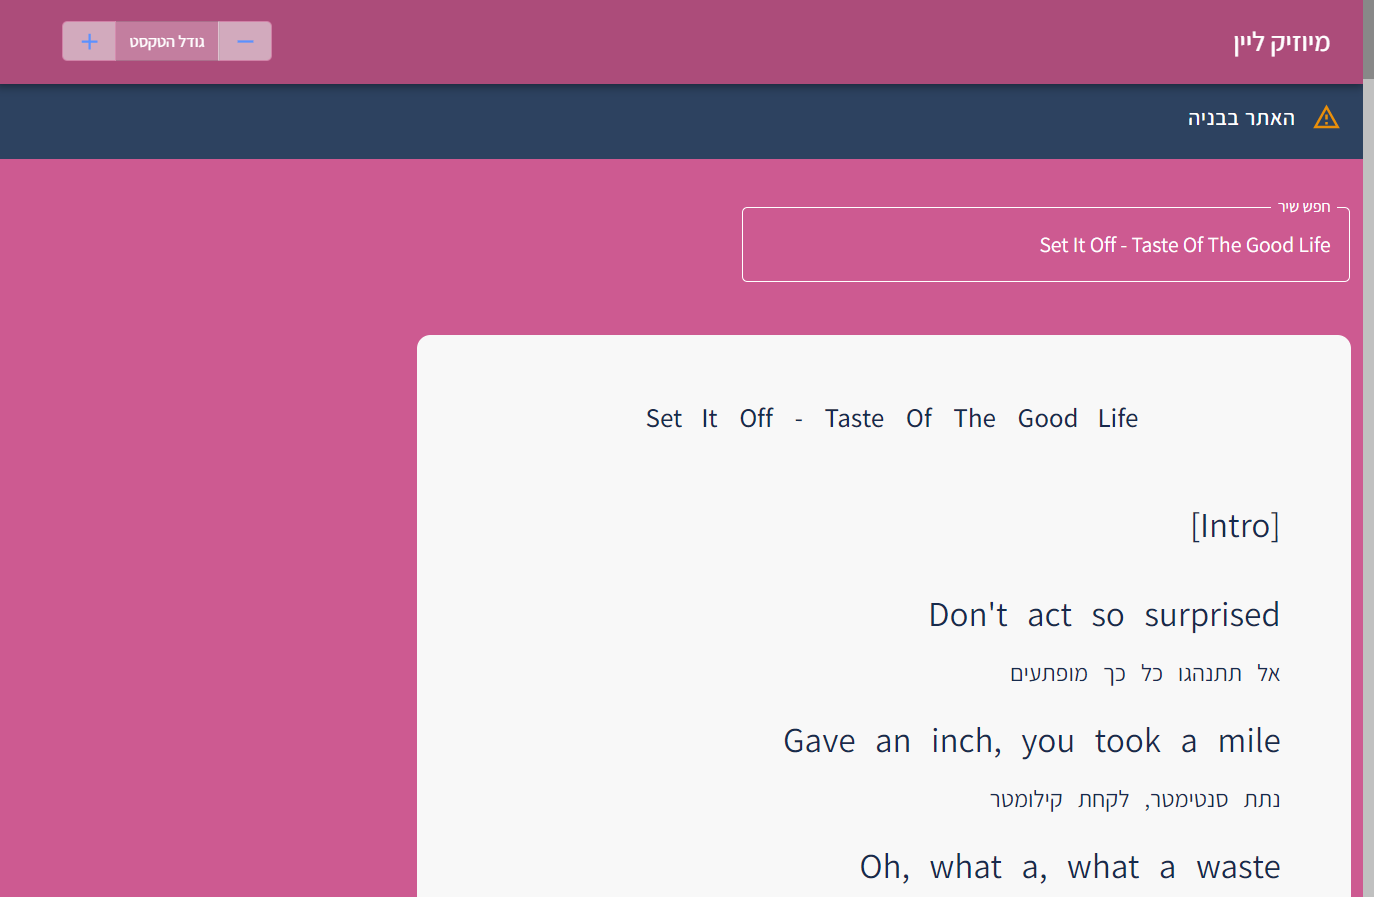 מיוזיק ליין
גודל הטקסט
האתר בבניה
חפש שיר
Set It Off - Taste Of The Good Life
Set It Off - Taste Of The Good Life
[Intro]
Don't act so surprised
אל תתנהגו כל כך מופתעים
Gave an inch, you took a mile
נתת סנטימטר, לקחת קילומטר
Oh, what a, what a waste